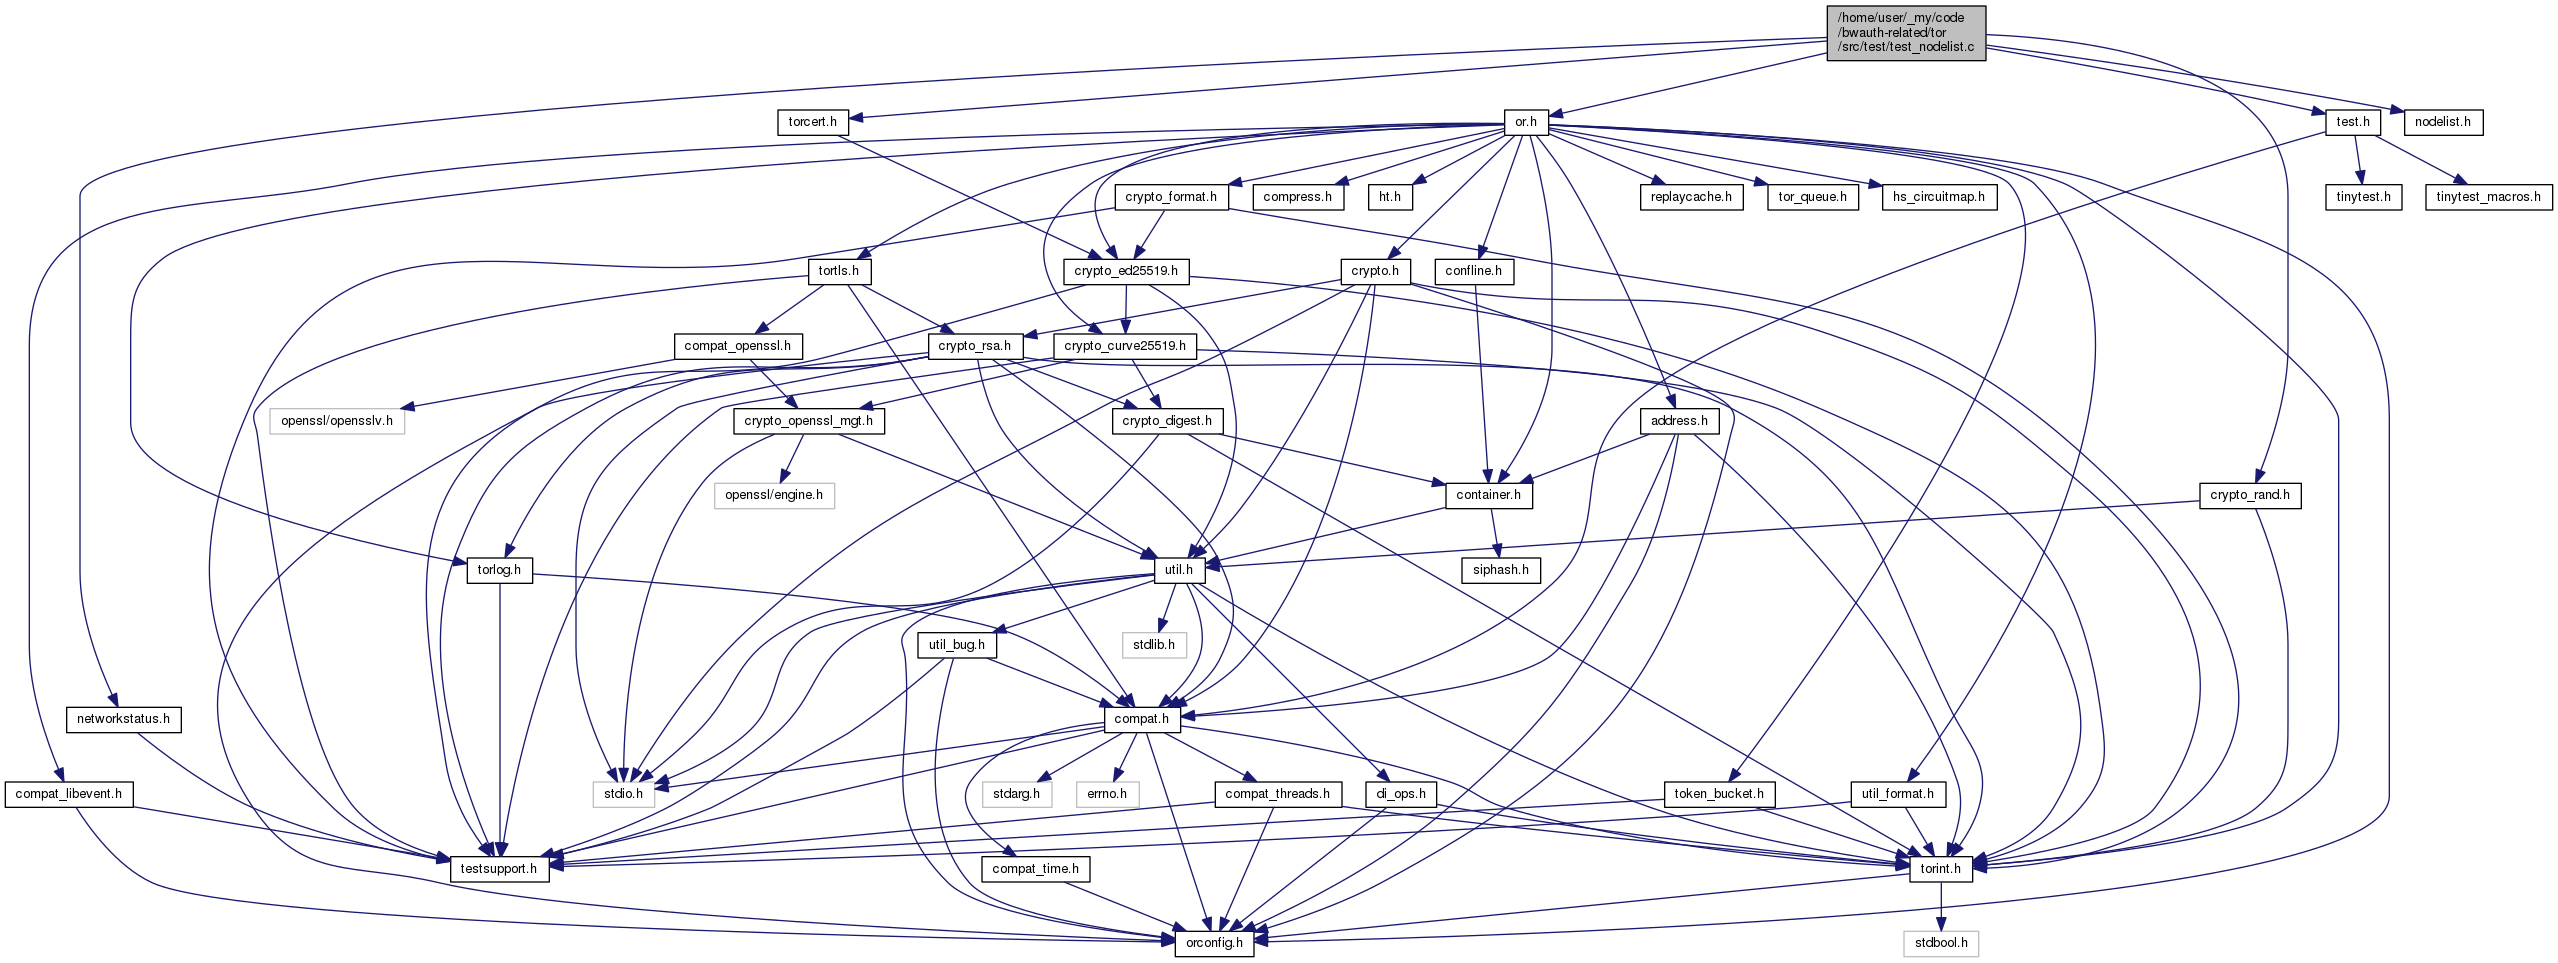 /home/user/_my/code
/bwauth-related/tor
/src/test/test_nodelist.c
torcert.h
or.h
test.h
nodelist.h
crypto_format.h
compress.h
ht.h
replaycache.h
tor_queue.h
hs_circuitmap.h
tinytest.h
tinytest_macros.h
tortls.h
crypto_ed25519.h
crypto.h
confline.h
compat_openssl.h
crypto_rsa.h
crypto_curve25519.h
openssl/opensslv.h
crypto_openssl_mgt.h
crypto_digest.h
address.h
openssl/engine.h
container.h
crypto_rand.h
torlog.h
util.h
siphash.h
util_bug.h
stdlib.h
networkstatus.h
compat.h
compat_libevent.h
stdio.h
stdarg.h
errno.h
compat_threads.h
di_ops.h
token_bucket.h
util_format.h
testsupport.h
compat_time.h
torint.h
orconfig.h
stdbool.h